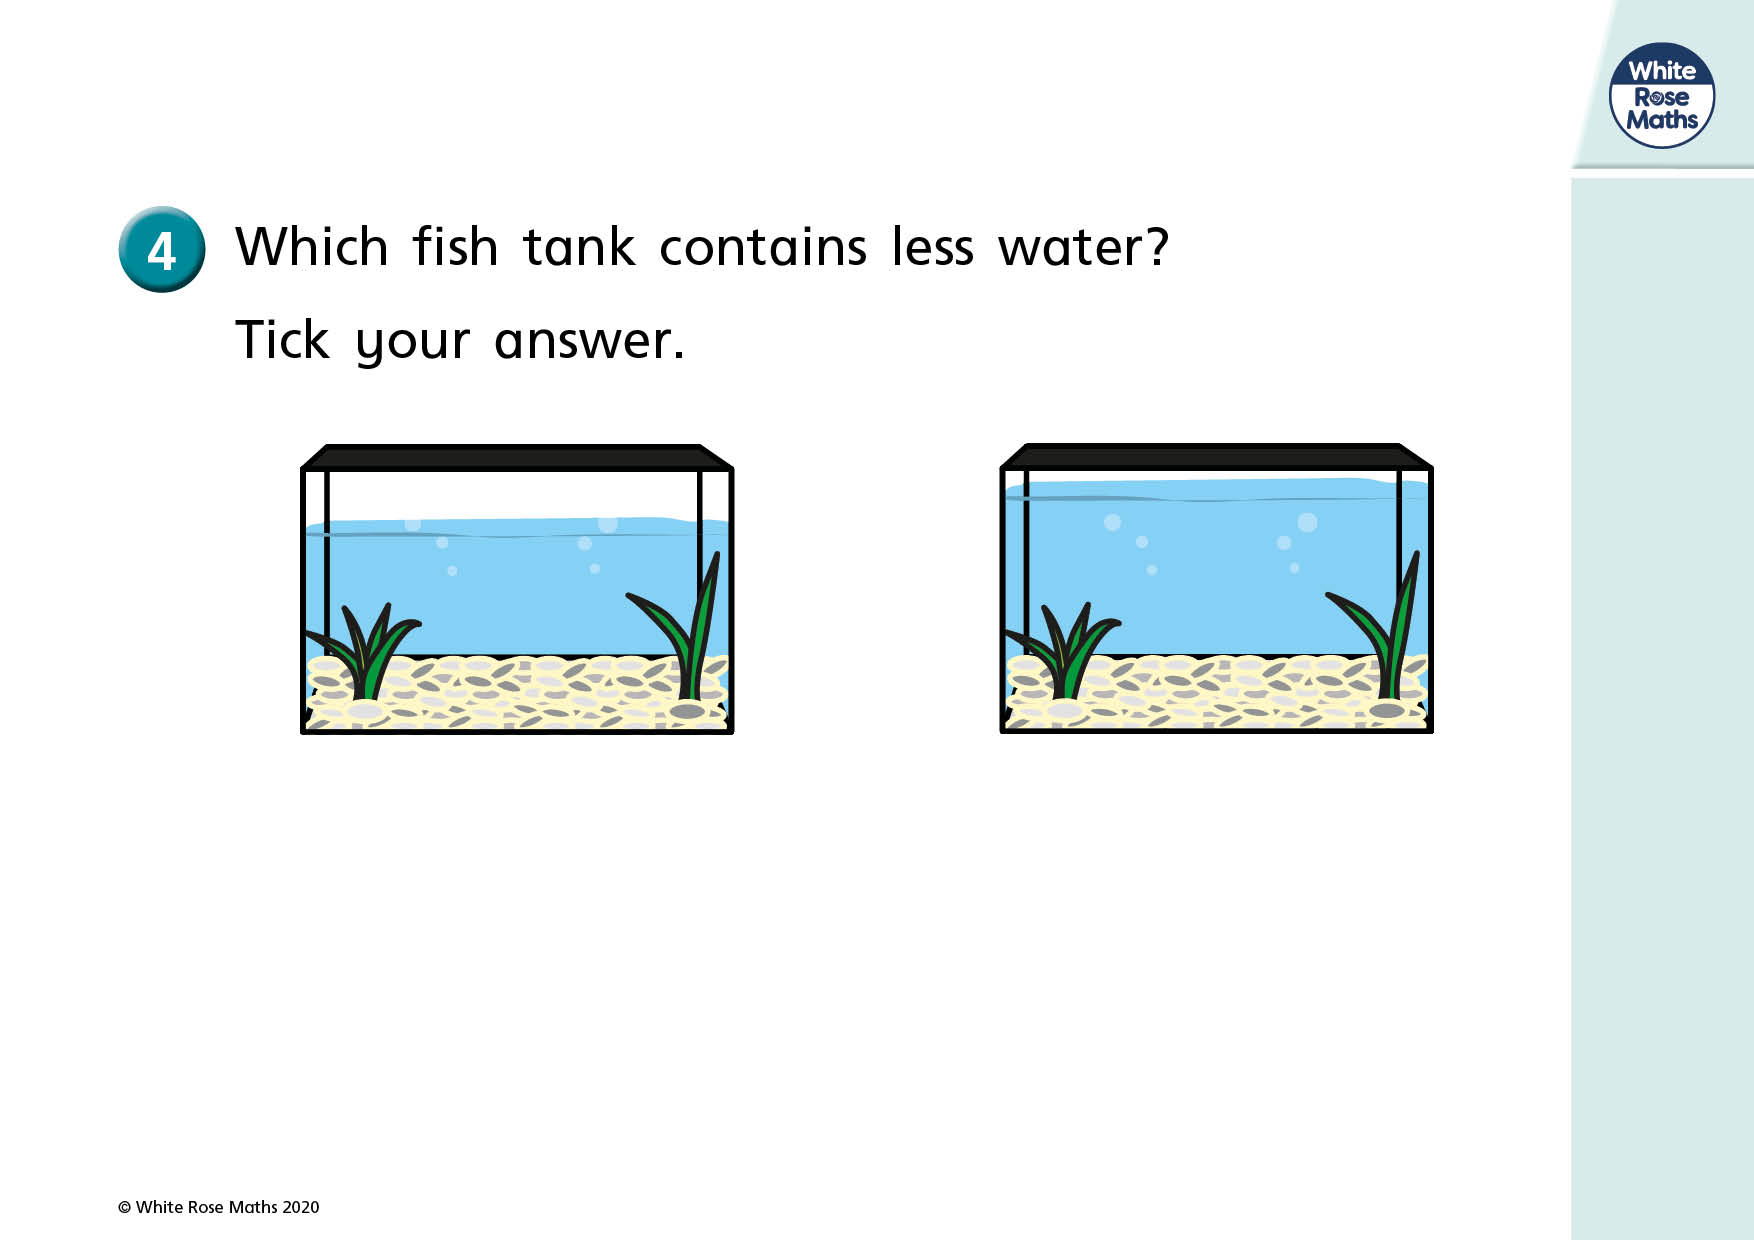 White
Rose
Maths
4 Which fish tank contains less water?
Tick your answer.
© White Rose Maths 2020